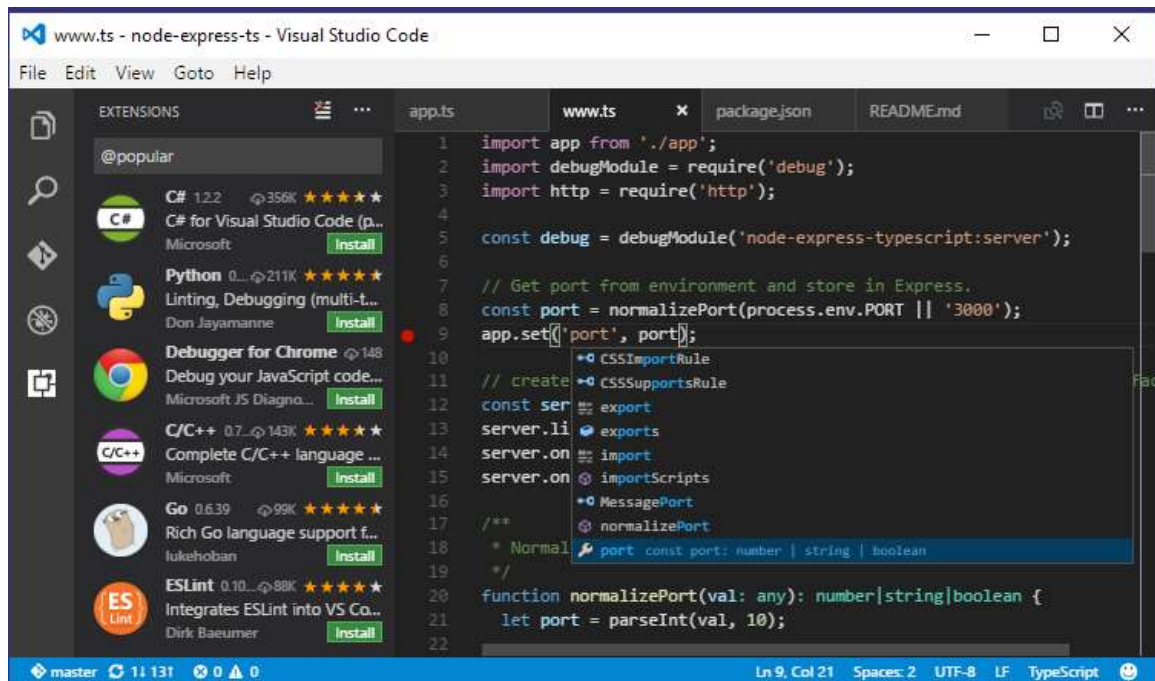 www.ts - node-express-ts - Visual Studio Code
File Edit View Goto Help
EXTENSIONS
@popular
C# 1.2.2 356K
C# for Visual Studio Code (p...
Microsoft Install
Python 0.... 211K
Linting, Debugging (multi-t...
Don Jayamanne Install
Debugger for Chrome 148
Debug your JavaScript code...
Microsoft JS Diagno... Install
C/C++ 0.7... 143K
Complete C/C++ language ...
Microsoft Install
Go 0.6.39 99K
Rich Go language support f...
lukehoban Install
ESLint 0.10.... 88K
Integrates ESLint into VS Co...
Dirk Baeumer Install
C#
C/C++
ES
Lint
app.ts www.ts package.json README.md
1 import app from './app';
2 import debugModule = require('debug');
3 import http = require('http');
4
5 const debug = debugModule('node-express-typescript:server');
6
7 // Get port from environment and store in Express.
8 const port = normalizePort(process.env.PORT || '3000');
9 app.set('port', port);
10
11 // create fac
12 const ser
13 server.li
14 server.on
15 server.on
16
17 /**
18 * Normal
19 */
20 function normalizePort(val: any): number|string|boolean {
21 let port = parseInt(val, 10);
22
CSSImportRule
CSSSupportsRule
export
exports
import
importScripts
MessagePort
normalizePort
port const port: number | string | boolean
master 1↓ 13↑ 0 0 Ln 9, Col 21 Spaces: 2 UTF-8 LF TypeScript